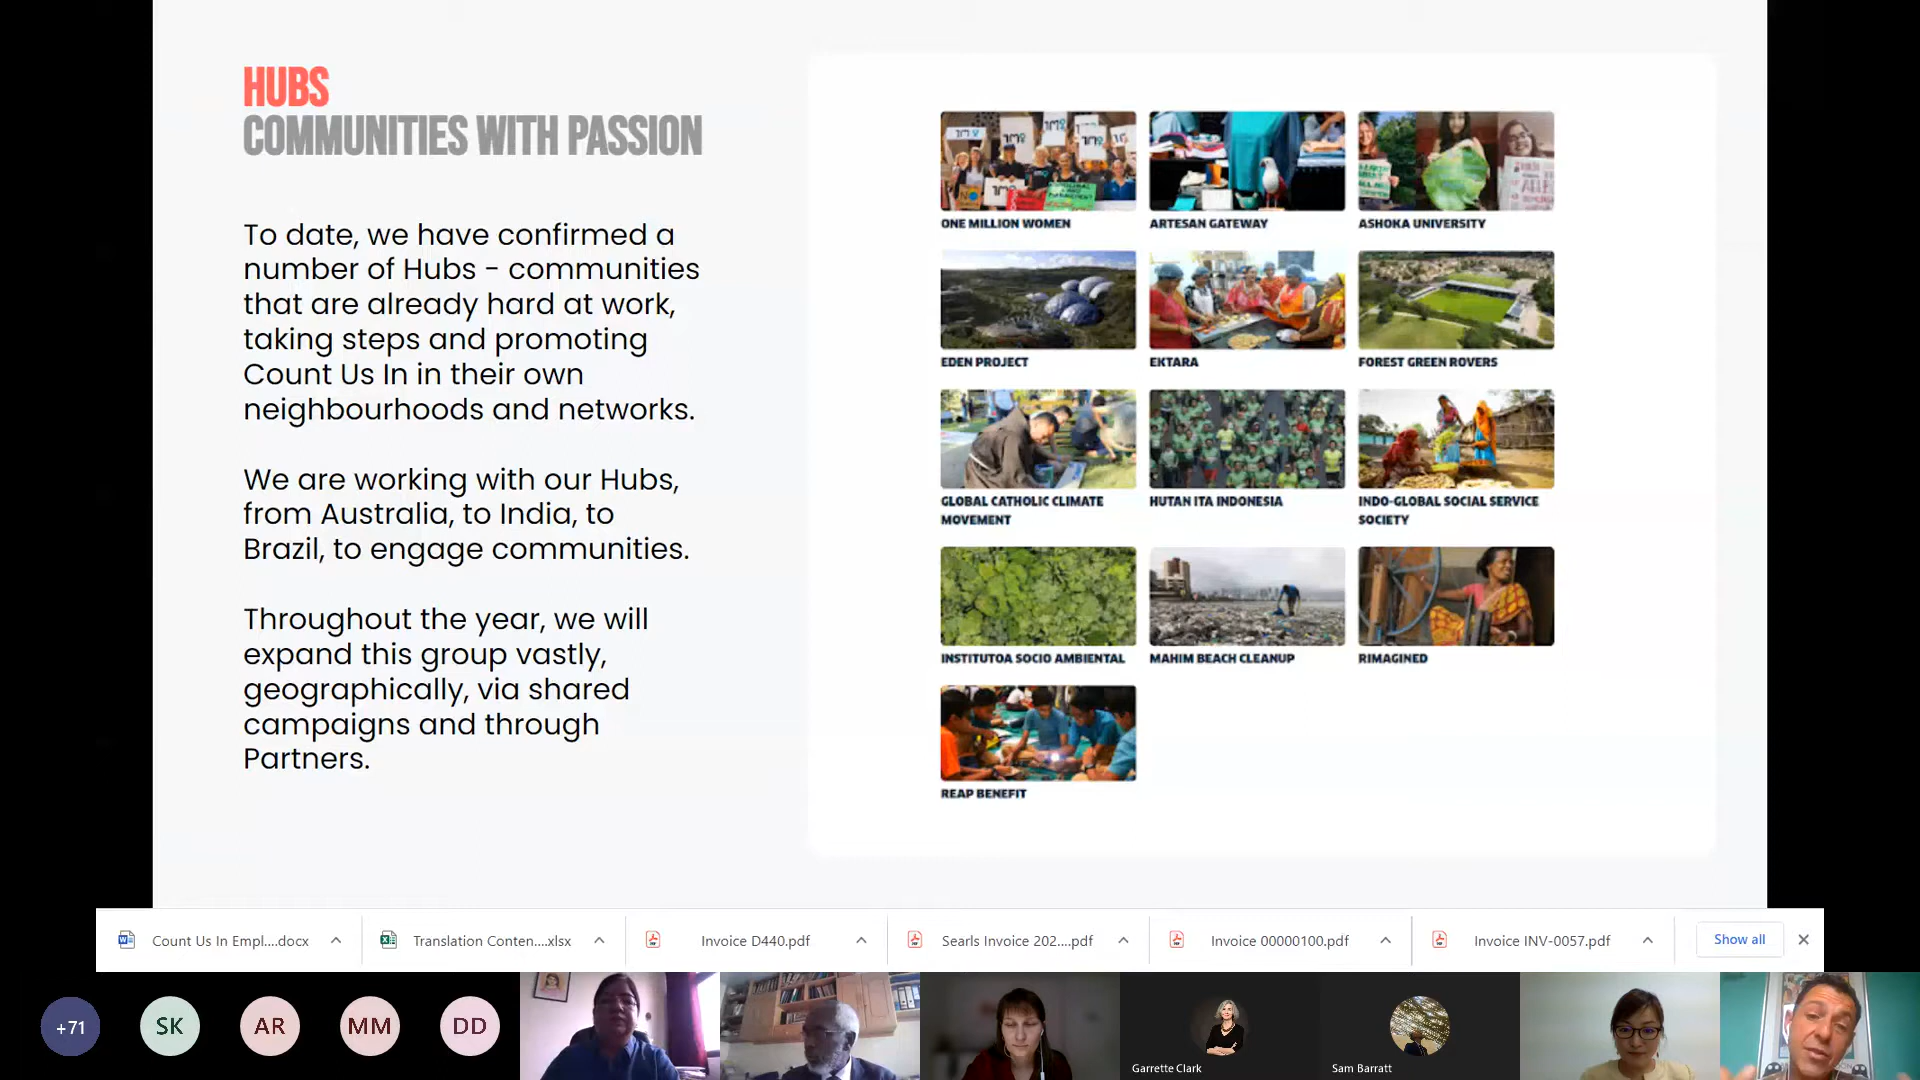 HUBS
COMMUNITIES WITH PASSION
To date, we have confirmed a
number of Hubs - communities
that are already hard at work,
taking steps and promoting
Count Us In in their own
neighbourhoods and networks.
We are working with our Hubs,
from Australia, to India, to
Brazil, to engage communities.
Throughout the year, we will
expand this group vastly,
geographically, via shared
campaigns and through
Partners.
ONE MILLION WOMEN
ARTESAN GATEWAY
ASHOKA UNIVERSITY
EDEN PROJECT
EKTARA
FOREST GREEN ROVERS
GLOBAL CATHOLIC CLIMATE
MOVEMENT
HUTAN ITA INDONESIA
INDO-GLOBAL SOCIAL SERVICE
SOCIETY
INSTITUTOA SOCIO AMBIENTAL
MAHIM BEACH CLEANUP
RIMAGINED
REAP BENEFIT
Count Us In Empl....docx
Translation Conten....xlsx
Invoice D440.pdf
Searls Invoice 202....pdf
Invoice 00000100.pdf
Invoice INV-0057.pdf
Show all
+71
SK
AR
MM
DD
Garrette Clark
Sam Barratt